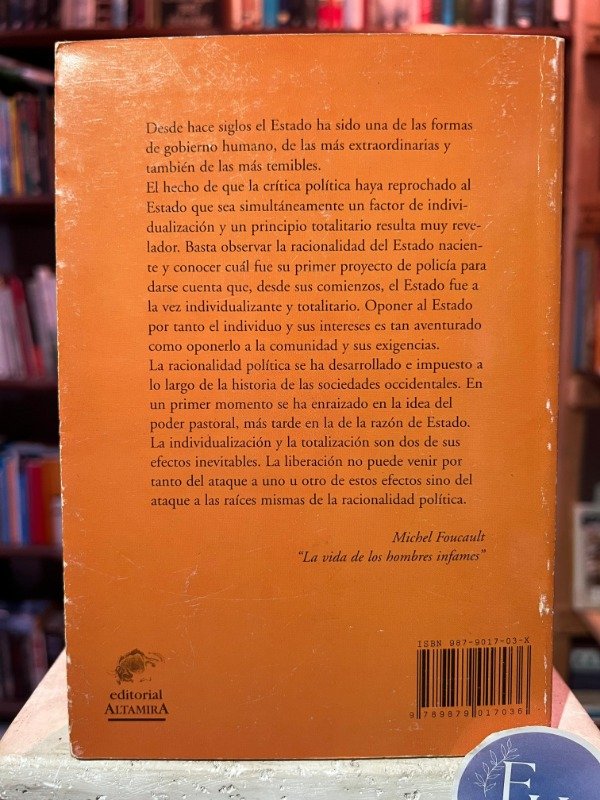 Desde hace siglos el Estado ha sido una de las formas
de gobierno humano, de las más extraordinarias y
también de las más temibles.
El hecho de que la crítica política haya reprochado al
Estado que sea simultáneamente un factor de indivi-
dualización y un principio totalitario resulta muy reve-
lador. Basta observar la racionalidad del Estado nacien-
te y conocer cuál fue su primer proyecto de policía para
darse cuenta que, desde sus comienzos, el Estado fue a
la vez individualizante y totalitario. Oponer al Estado
por tanto el individuo y sus intereses es tan aventurado
como oponerlo a la comunidad y sus exigencias.
La racionalidad política se ha desarrollado e impuesto a
lo largo de la historia de las sociedades occidentales. En
un primer momento se ha enraizado en la idea del
poder pastoral, más tarde en la de la razón de Estado.
La individualización y la totalización son dos de sus
efectos inevitables. La liberación no puede venir por
tanto del ataque a uno u otro de estos efectos sino del
ataque a las raíces mismas de la racionalidad política.
Michel Foucault
"La vida de los hombres infames"
ISBN 987-9017-03-X
9 789879 017036
editorial
ALTAMIRA